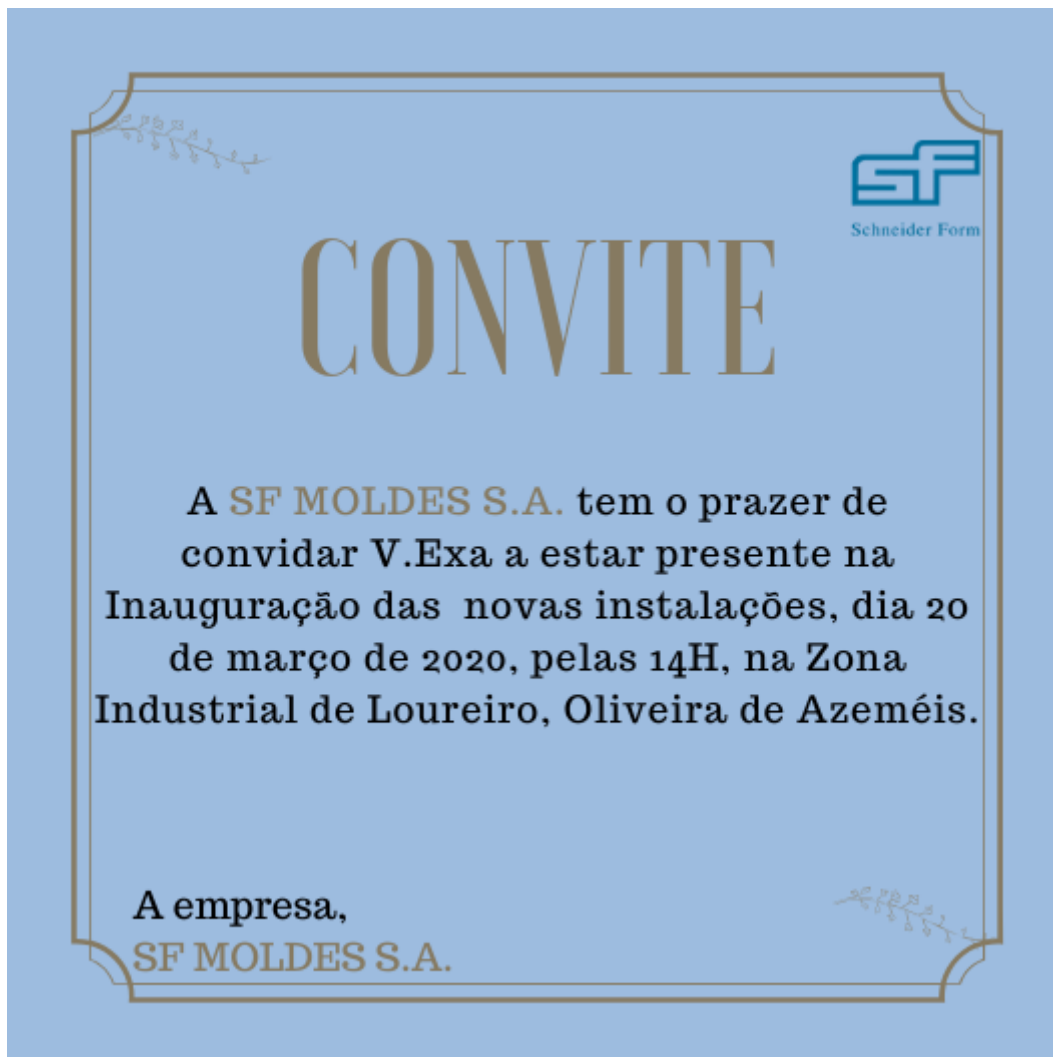 SF
Schneider Form
CONVITE
A SF MOLDES S.A. tem o prazer de
convidar V.Exa a estar presente na
Inauguração das  novas instalações, dia 20
de março de 2020, pelas 14H, na Zona
Industrial de Loureiro, Oliveira de Azeméis.
A empresa,
SF MOLDES S.A.